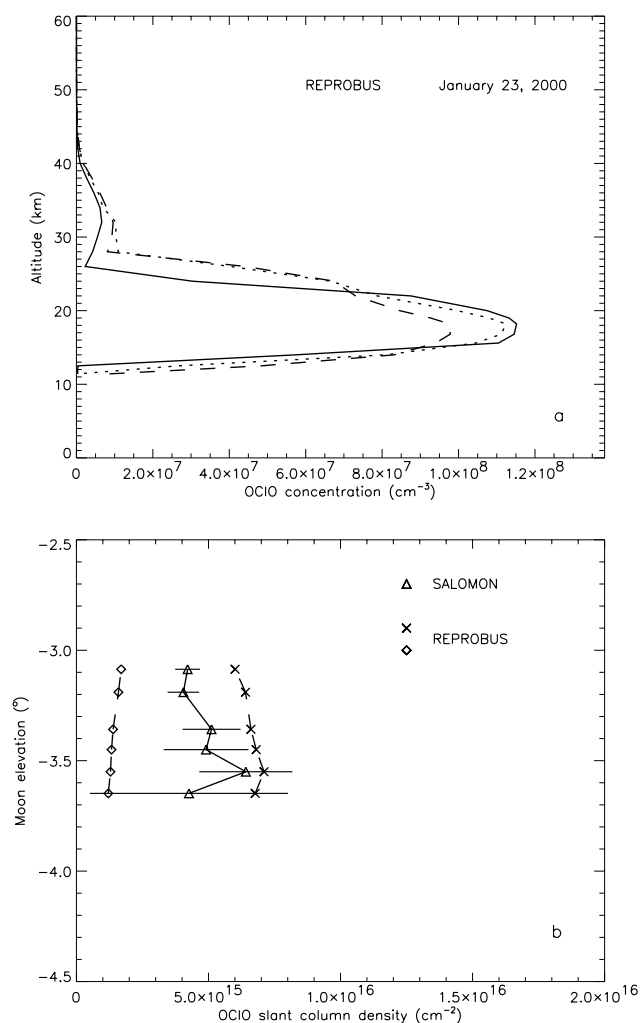 60
50
40
30
20
10
0
Altitude (km)
REPROBUS January 23, 2000
a
0 2.0×10⁷ 4.0×10⁷ 6.0×10⁷ 8.0×10⁷ 1.0×10⁸ 1.2×10⁸
OClO concentration (cm⁻³)
−2.5
−3.0
−3.5
−4.0
−4.5
Moon elevation (°)
SALOMON
REPROBUS
b
0 5.0×10¹⁵ 1.0×10¹⁶ 1.5×10¹⁶ 2.0×10¹⁶
OClO slant column density (cm⁻²)